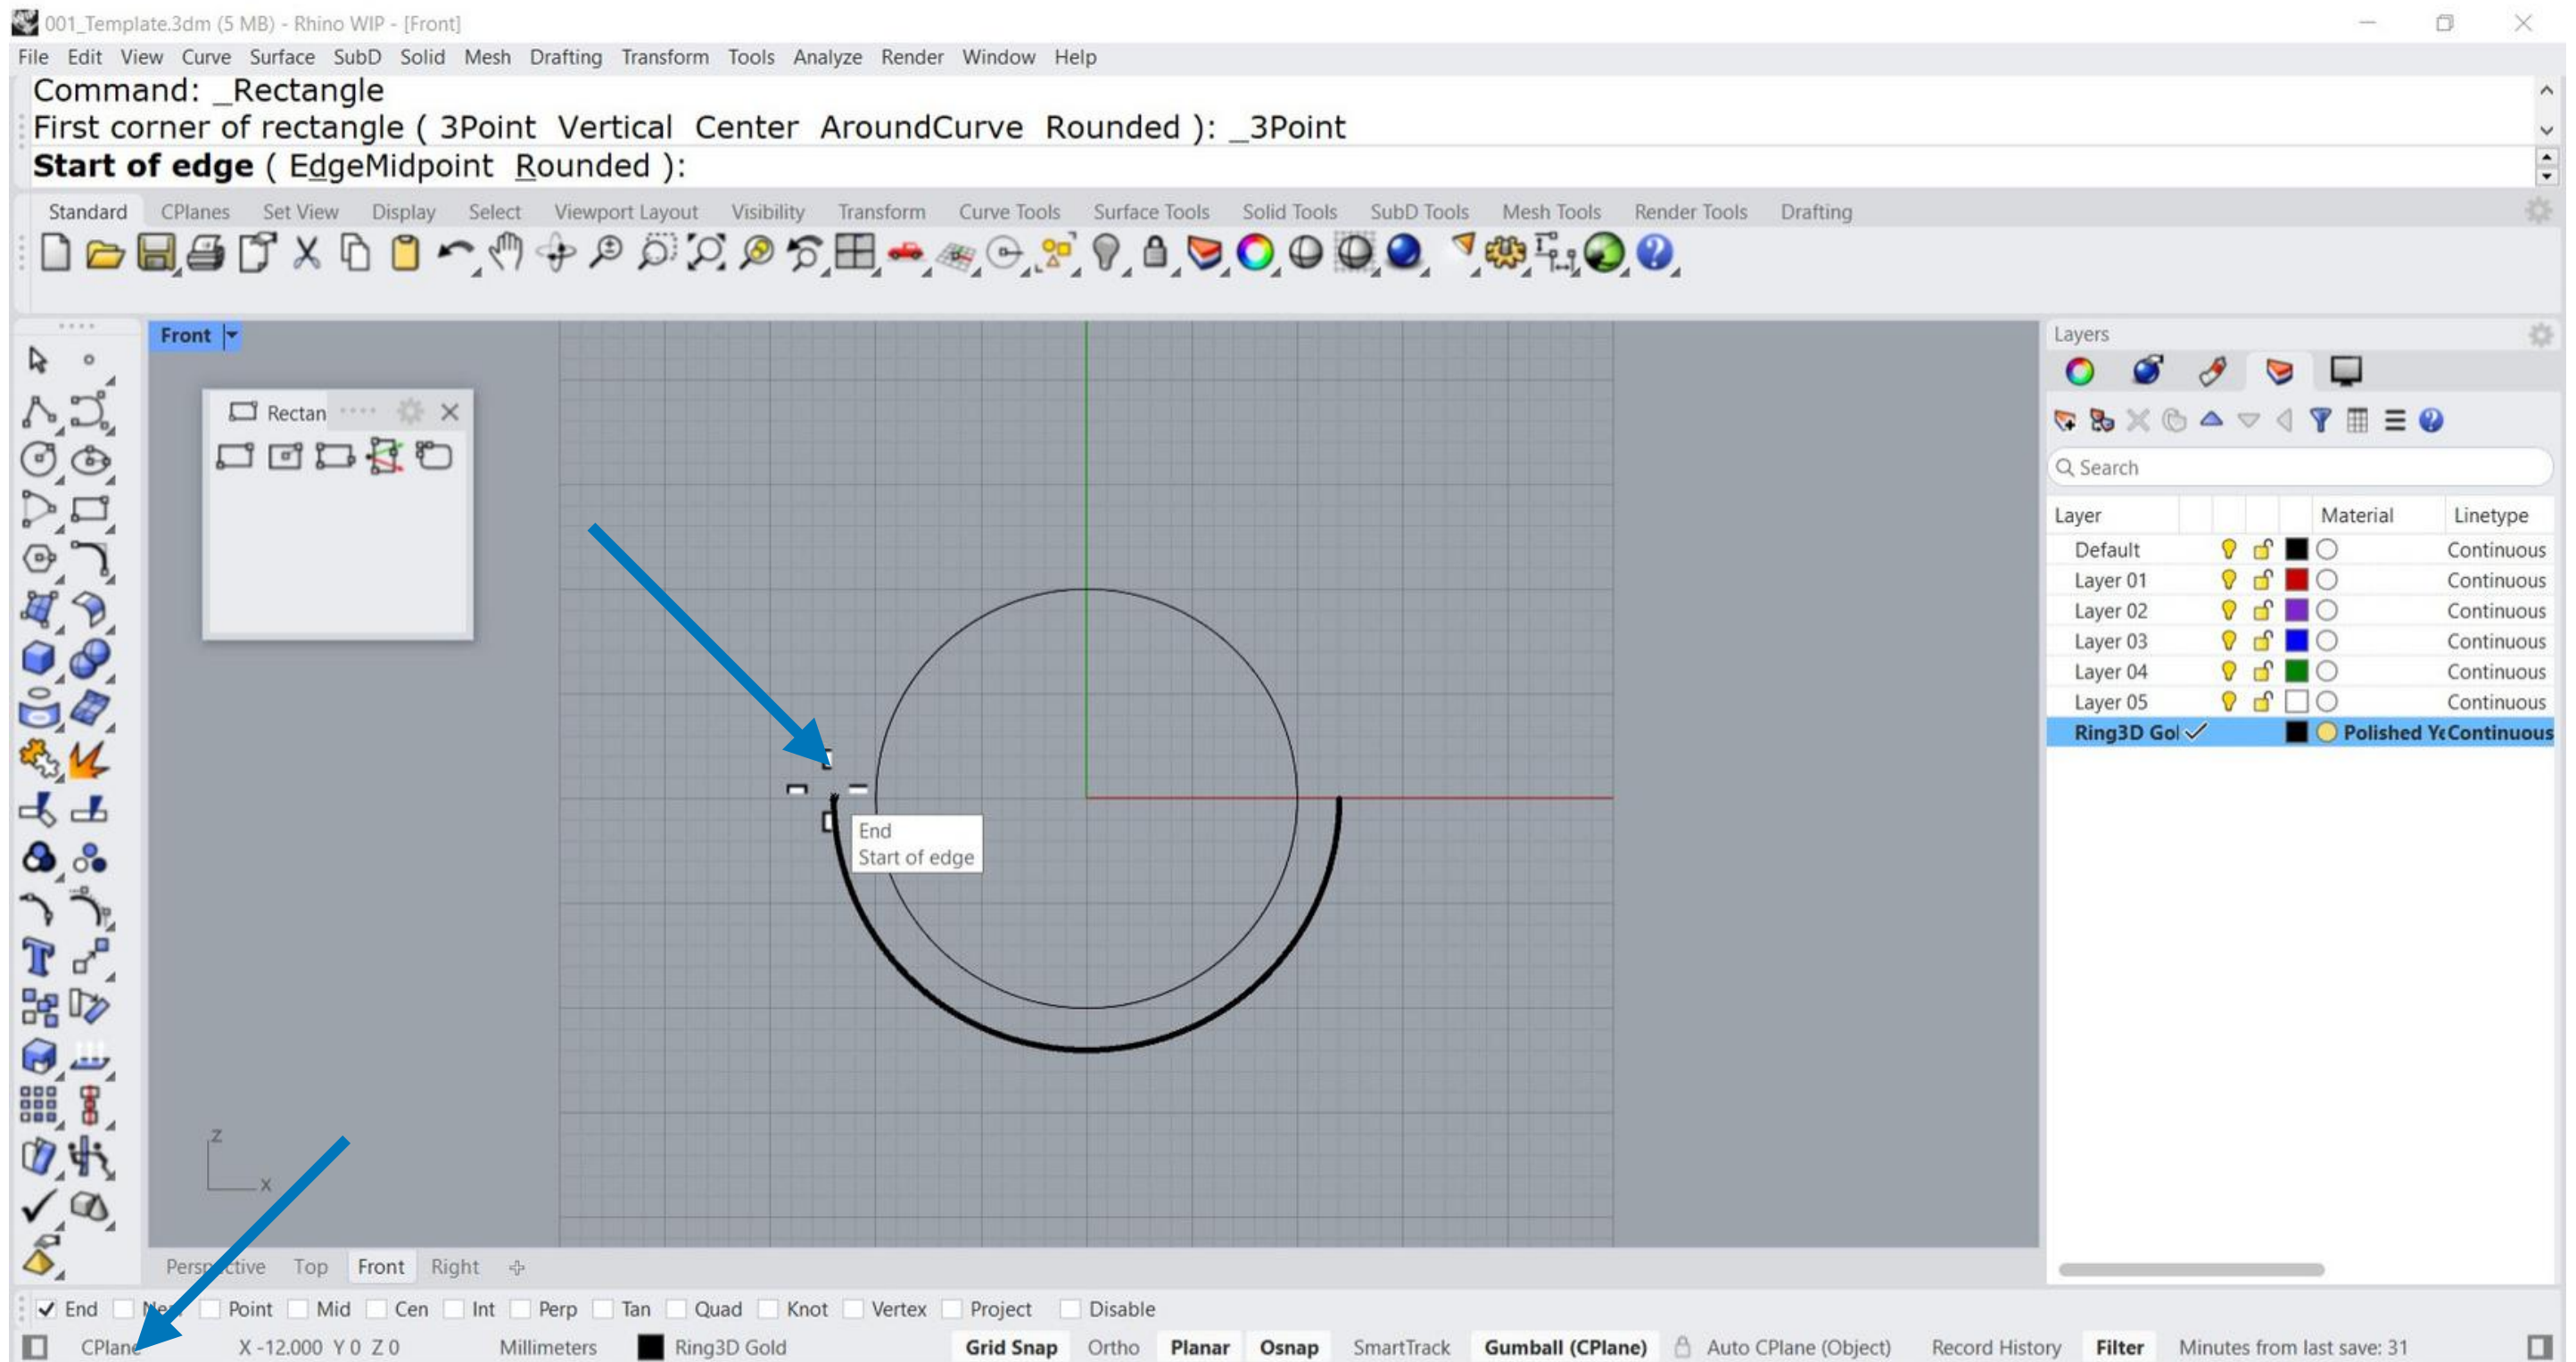 001_Template.3dm (5 MB) - Rhino WIP - [Front]
File Edit View Curve Surface SubD Solid Mesh Drafting Transform Tools Analyze Render Window Help
Command: _Rectangle
First corner of rectangle ( 3Point Vertical Center AroundCurve Rounded ): _3Point
Start of edge ( EdgeMidpoint Rounded ):
Standard CPlanes Set View Display Select Viewport Layout Visibility Transform Curve Tools Surface Tools Solid Tools SubD Tools Mesh Tools Render Tools Drafting
Front
Layers
Rectan
Search
Layer Material Linetype
Default Continuous
Layer 01 Continuous
Layer 02 Continuous
Layer 03 Continuous
Layer 04 Continuous
Layer 05 Continuous
Ring3D Gol Polished Ye Continuous
End
Start of edge
z
x
Perspective Top Front Right
End Point Mid Cen Int Perp Tan Quad Knot Vertex Project Disable
CPlane X -12.000 Y 0 Z 0 Millimeters Ring3D Gold Grid Snap Ortho Planar Osnap SmartTrack Gumball (CPlane) Auto CPlane (Object) Record History Filter Minutes from last save: 31